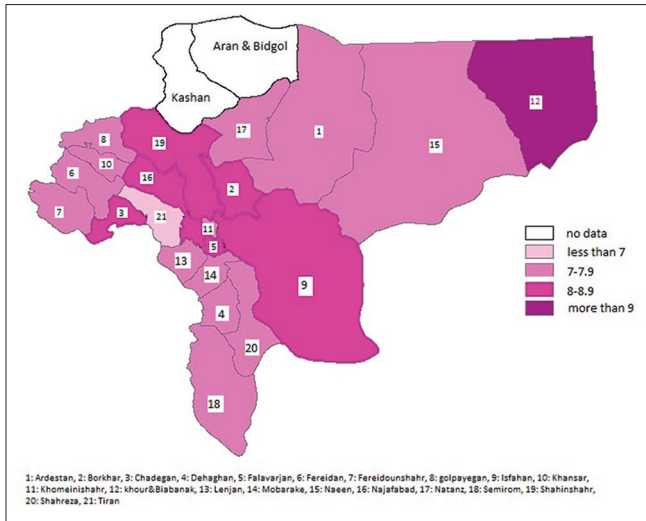 Aran & Bidgol
Kashan
12
17
1
15
8
19
10
6
16
2
7
3
21
11
5
13
9
14
4
20
18
no data
less than 7
7-7.9
8-8.9
more than 9
1: Ardestan, 2: Borkhar, 3: Chadegan, 4: Dehaghan, 5: Falavarjan, 6: Fereidan, 7: Fereidounshahr, 8: golpayegan, 9: Isfahan, 10: Khansar,
11: Khomeinishahr, 12: khour&Biabanak, 13: Lenjan, 14: Mobarake, 15: Naeen, 16: Najafabad, 17: Natanz, 18: Semirom, 19: Shahinshahr,
20: Shahreza, 21: Tiran